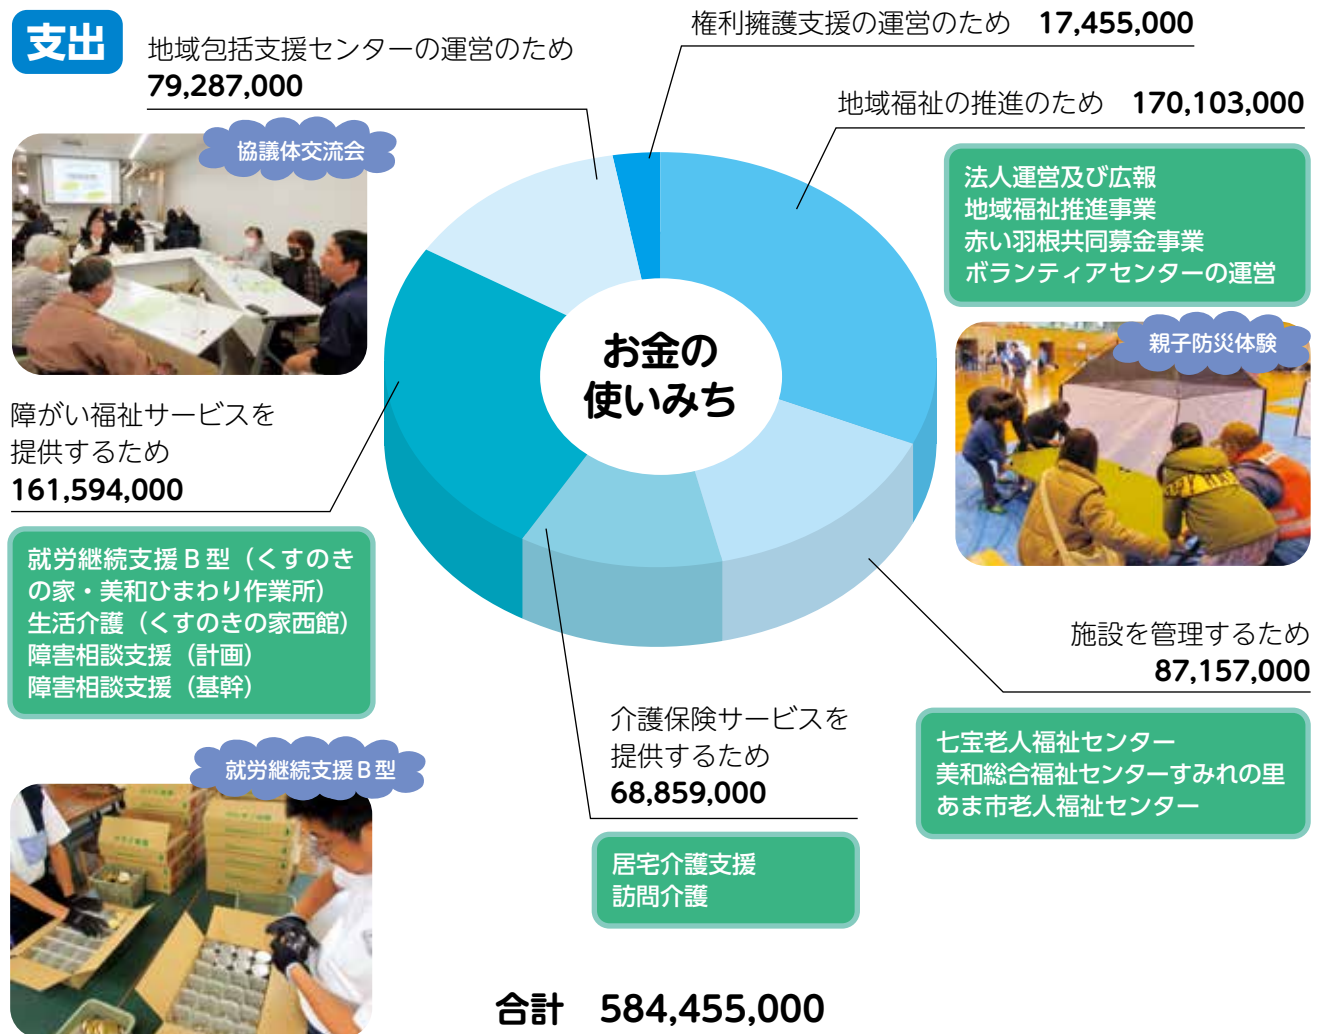 支出
地域包括支援センターの運営のため
79,287,000
権利擁護支援の運営のため 17,455,000
地域福祉の推進のため 170,103,000
協議体交流会
法人運営及び広報
地域福祉推進事業
赤い羽根共同募金事業
ボランティアセンターの運営
お金の
使いみち
親子防災体験
障がい福祉サービスを
提供するため
161,594,000
就労継続支援B型（くすのき
の家・美和ひまわり作業所）
生活介護（くすのきの家西館）
障害相談支援（計画）
障害相談支援（基幹）
施設を管理するため
87,157,000
七宝老人福祉センター
美和総合福祉センターすみれの里
あま市老人福祉センター
介護保険サービスを
提供するため
68,859,000
居宅介護支援
訪問介護
就労継続支援B型
合計 584,455,000